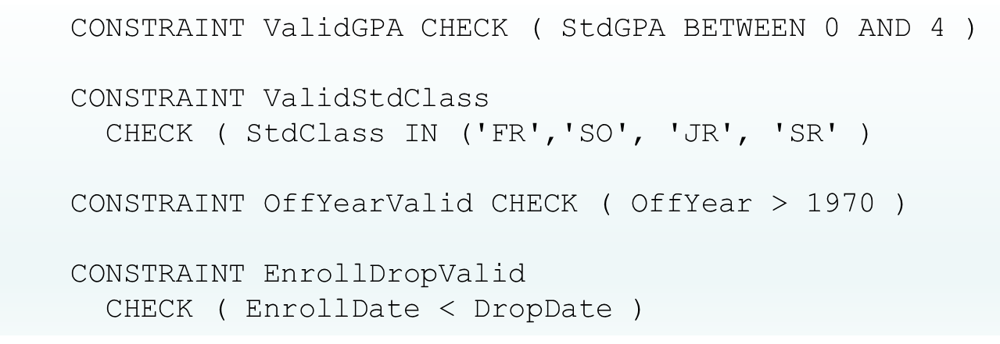 CONSTRAINT ValidGPA CHECK ( StdGPA BETWEEN 0 AND 4 )
CONSTRAINT ValidStdClass
CHECK ( StdClass IN ('FR','SO', 'JR', 'SR' )
CONSTRAINT OffYearValid CHECK ( OffYear > 1970 )
CONSTRAINT EnrollDropValid
CHECK ( EnrollDate < DropDate )